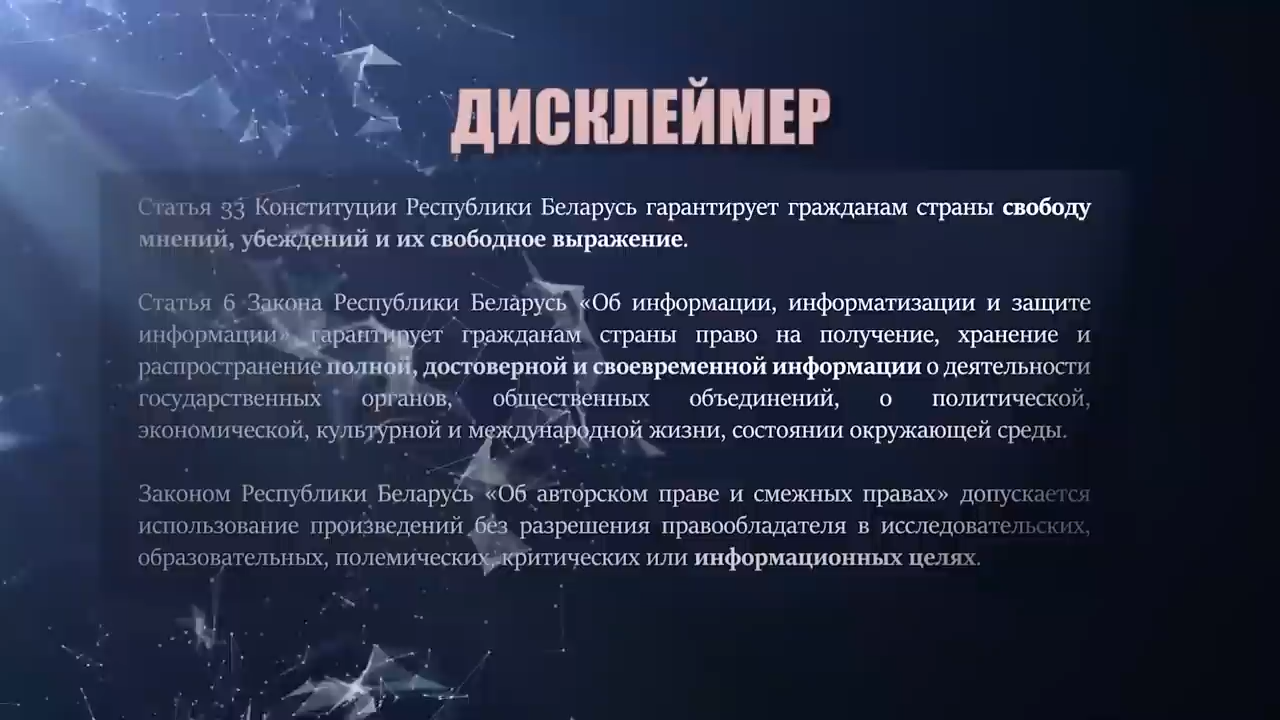 ДИСКЛЕЙМЕР
Статья 33 Конституции Республики Беларусь гарантирует гражданам страны свободу
мнений, убеждений и их свободное выражение.
Статья 6 Закона Республики Беларусь «Об информации, информатизации и защите
информации» гарантирует гражданам страны право на получение, хранение и
распространение полной, достоверной и своевременной информации о деятельности
государственных органов, общественных объединений, о политической,
экономической, культурной и международной жизни, состоянии окружающей среды.
Законом Республики Беларусь «Об авторском праве и смежных правах» допускается
использование произведений без разрешения правообладателя в исследовательских,
образовательных, полемических, критических или информационных целях.